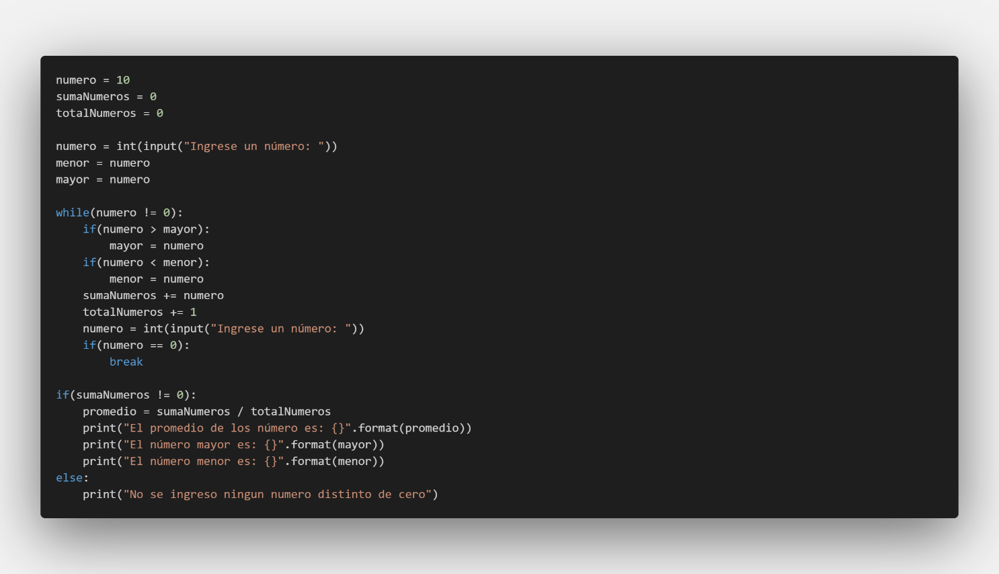 numero = 10
sumaNumeros = 0
totalNumeros = 0

numero = int(input("Ingrese un número: "))
menor = numero
mayor = numero

while(numero != 0):
    if(numero > mayor):
        mayor = numero
    if(numero < menor):
        menor = numero
    sumaNumeros += numero
    totalNumeros += 1
    numero = int(input("Ingrese un número: "))
    if(numero == 0):
        break

if(sumaNumeros != 0):
    promedio = sumaNumeros / totalNumeros
    print("El promedio de los número es: {}".format(promedio))
    print("El número mayor es: {}".format(mayor))
    print("El número menor es: {}".format(menor))
else:
    print("No se ingreso ningun numero distinto de cero")